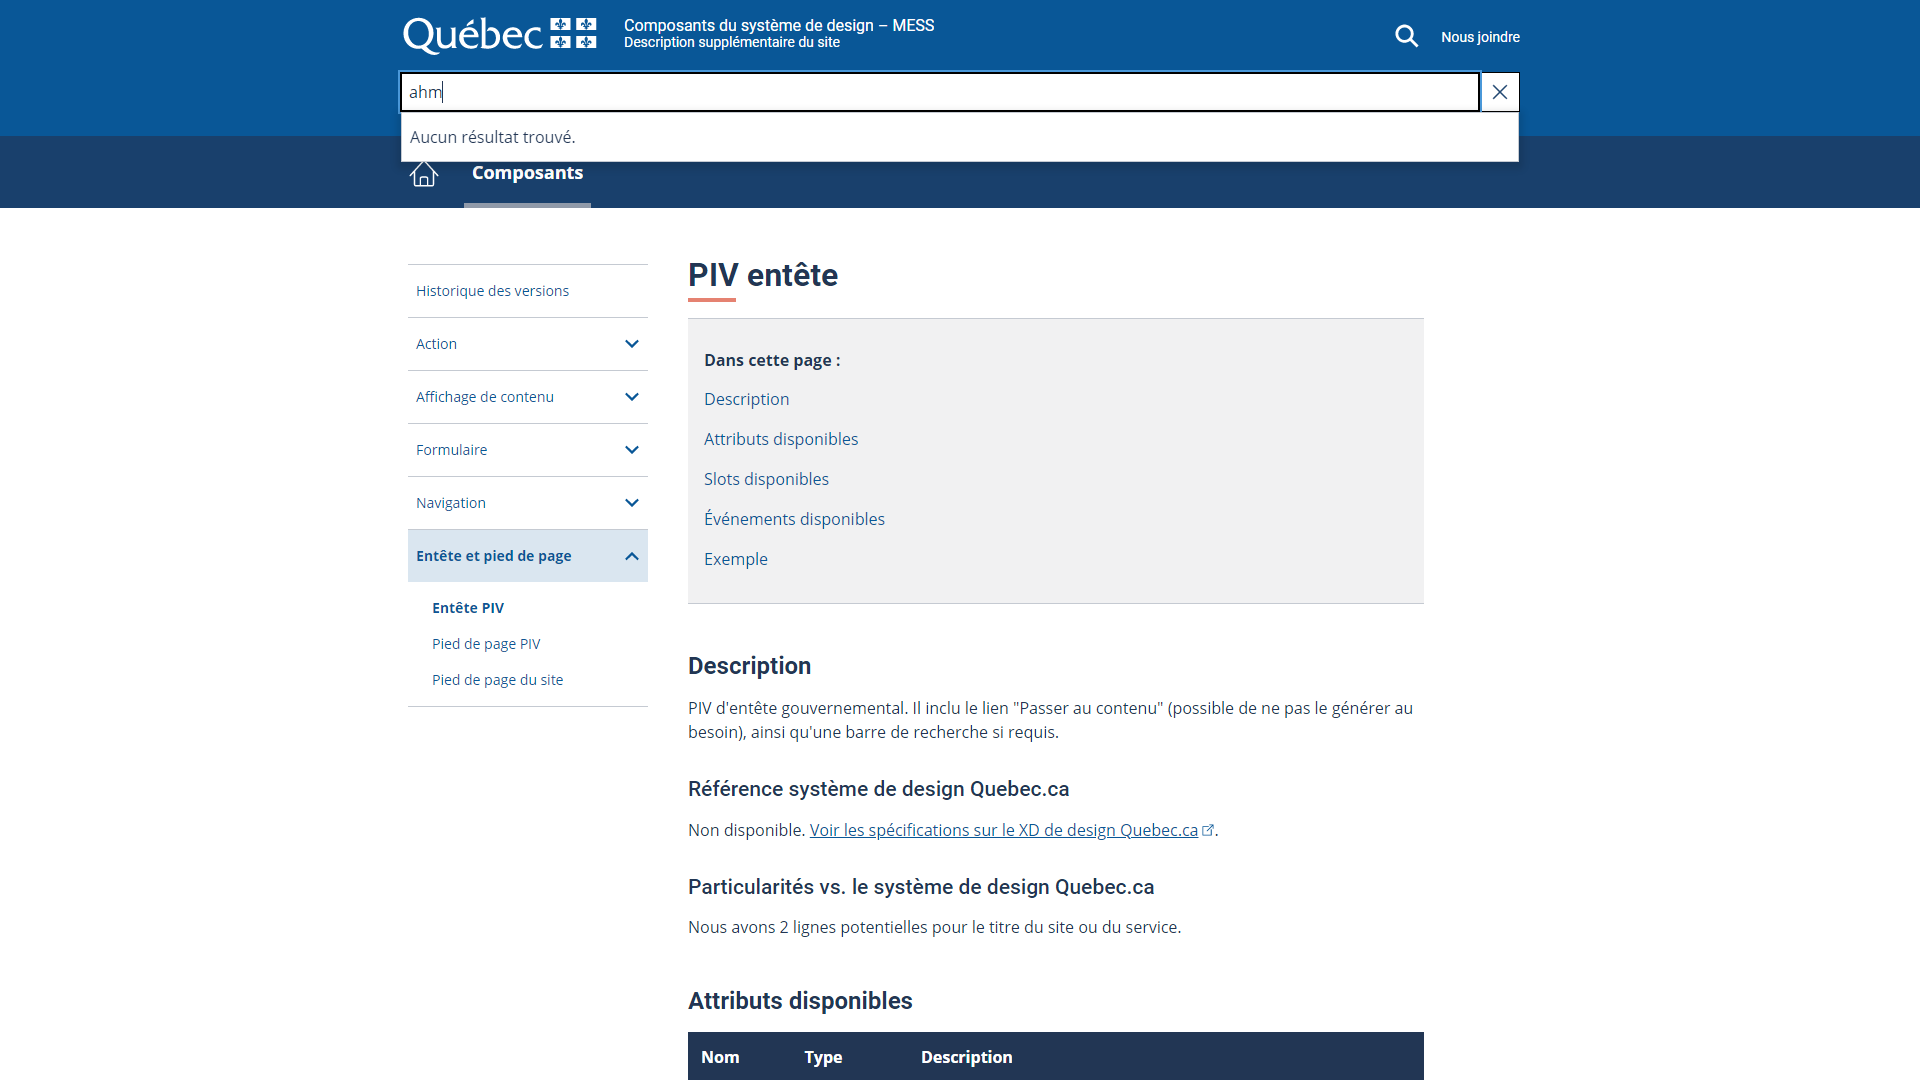 Québec
Composants du système de design – MESS
Description supplémentaire du site
Nous joindre
ahm
Aucun résultat trouvé.
Composants
Historique des versions
Action
Affichage de contenu
Formulaire
Navigation
Entête et pied de page
Entête PIV
Pied de page PIV
Pied de page du site
PIV entête
Dans cette page :
Description
Attributs disponibles
Slots disponibles
Événements disponibles
Exemple
Description
PIV d'entête gouvernemental. Il inclu le lien "Passer au contenu" (possible de ne pas le générer au
besoin), ainsi qu'une barre de recherche si requis.
Référence système de design Quebec.ca
Non disponible. Voir les spécifications sur le XD de design Quebec.ca.
Particularités vs. le système de design Quebec.ca
Nous avons 2 lignes potentielles pour le titre du site ou du service.
Attributs disponibles
Nom Type Description